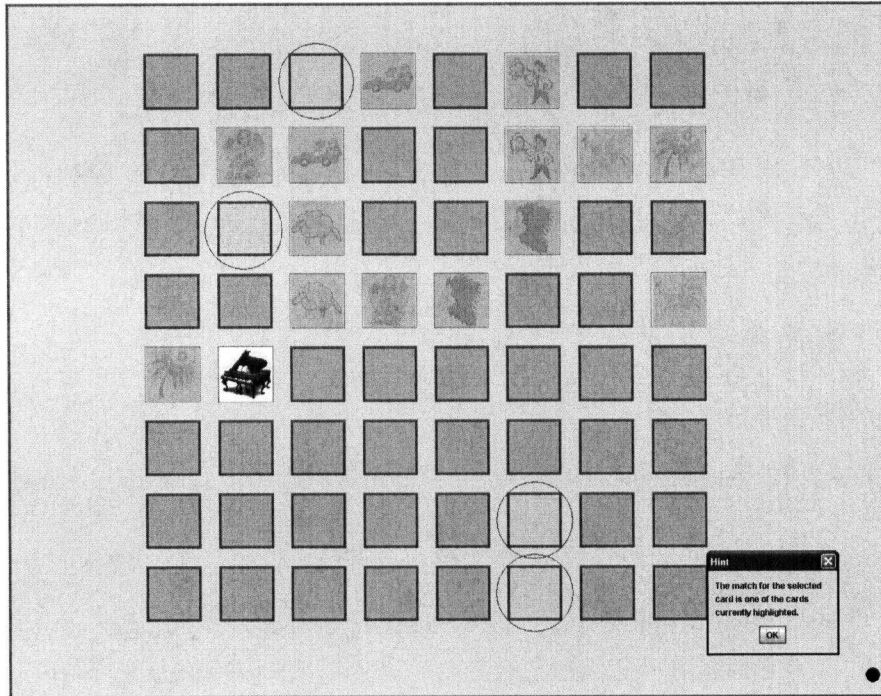 Hint
The match for the selected
card is one of the cards
currently highlighted.
OK